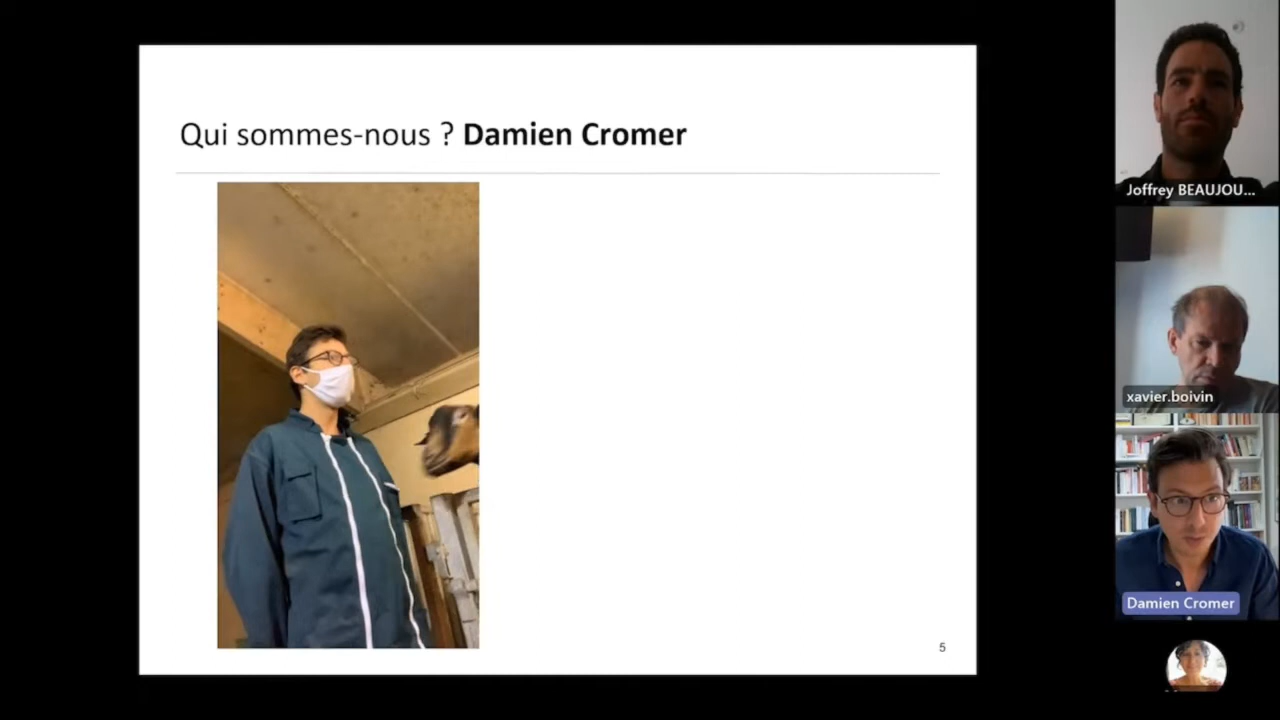 Qui sommes-nous ? Damien Cromer
5
Joffrey BEAUJOU...
xavier.boivin
Damien Cromer